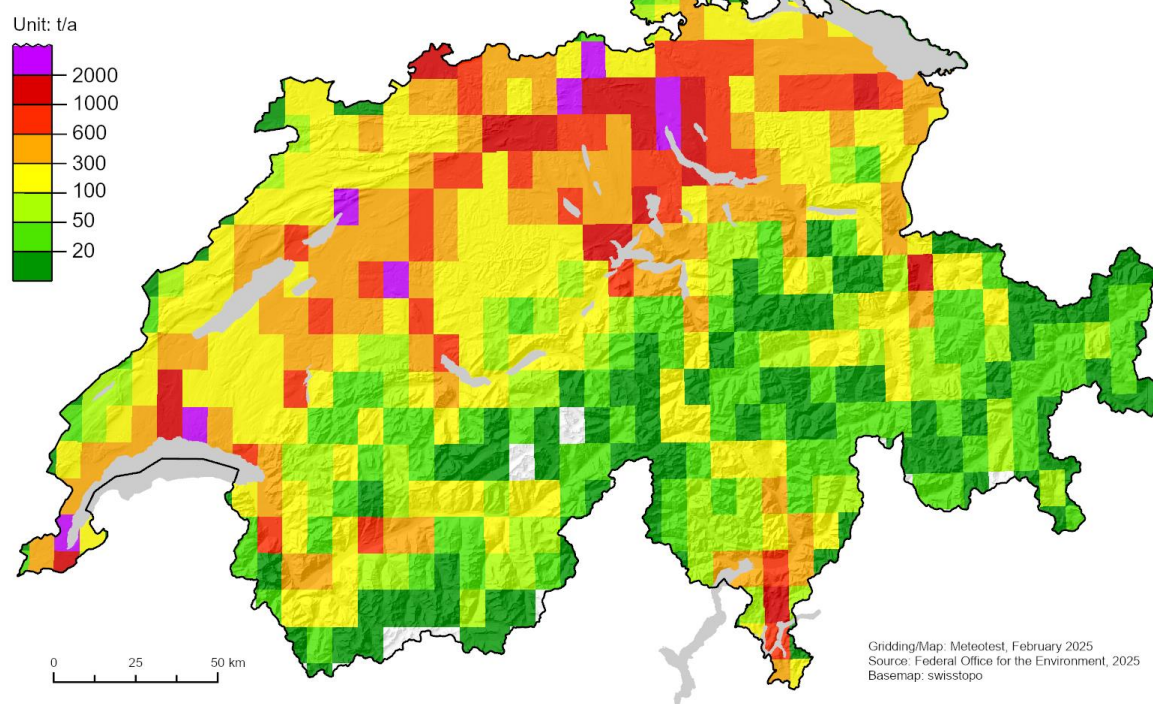 Unit: t/a
2000
1000
600
300
100
50
20
0 25 50 km
Gridding/Map: Meteotest, February 2025
Source: Federal Office for the Environment, 2025
Basemap: swisstopo